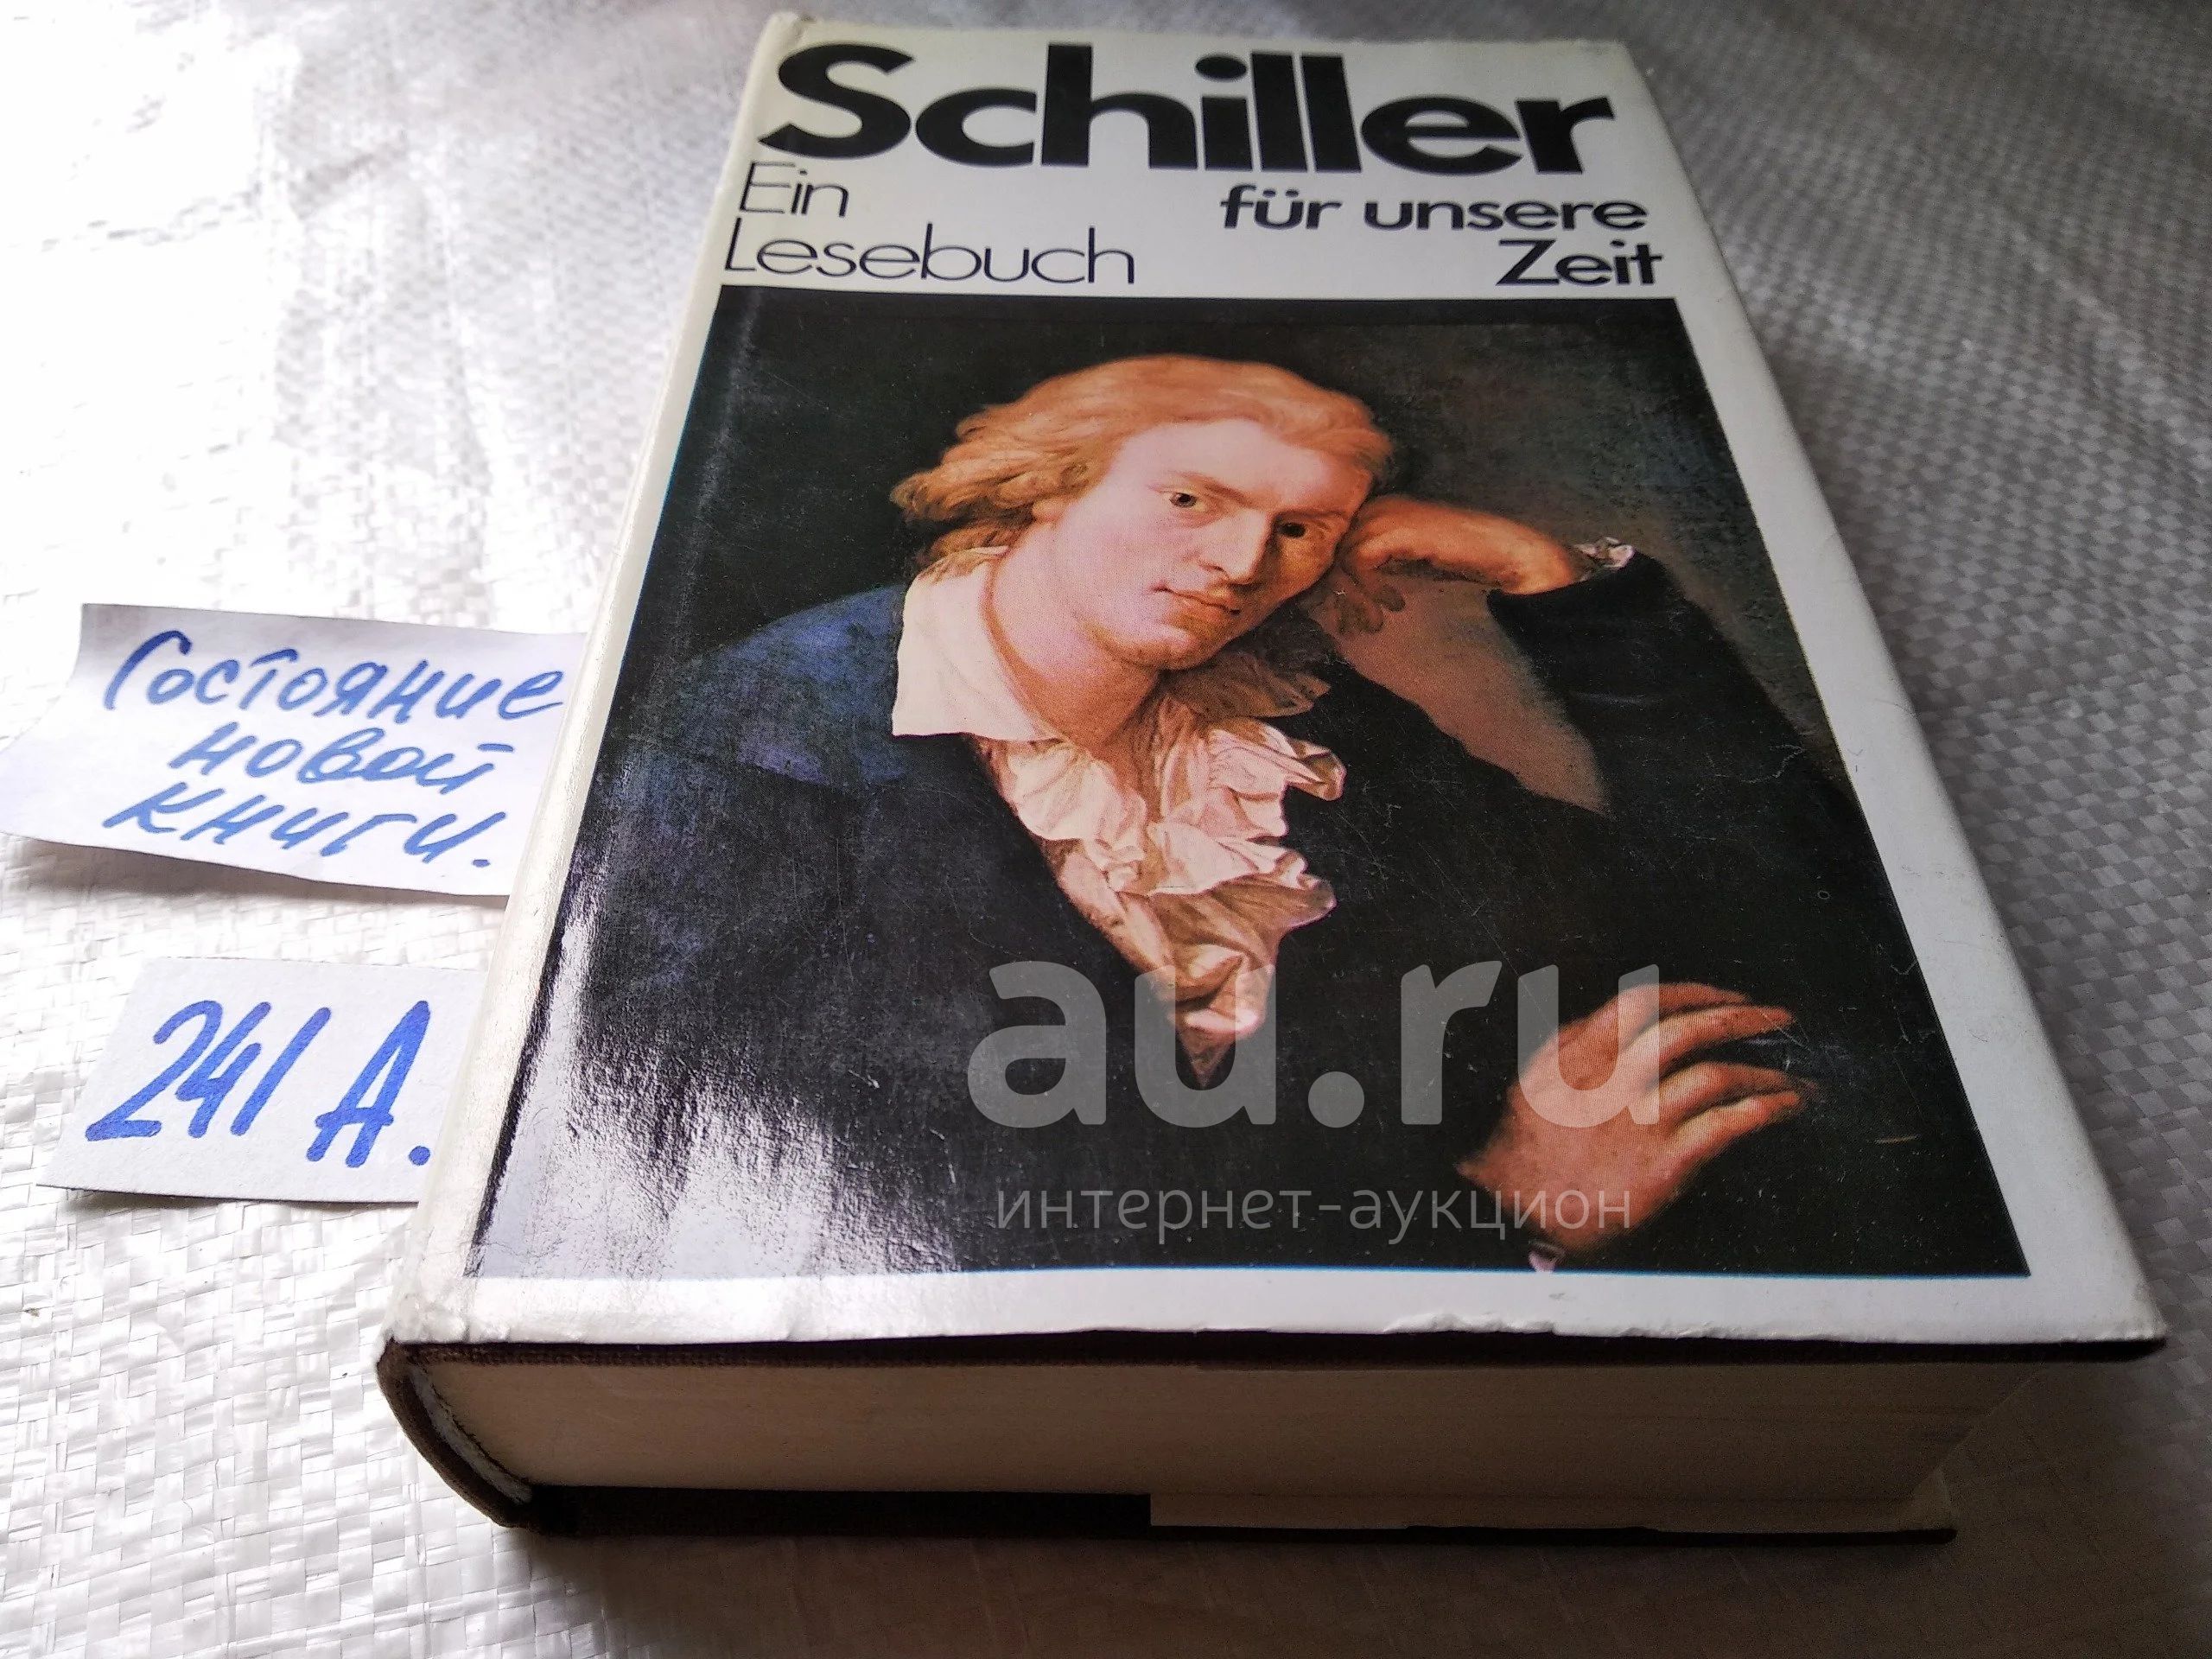 Schiller
Ein
Lesebuch
für unsere
Zeit
Состояние
новой
книги.
241 А.
au.ru
интернет-аукцион